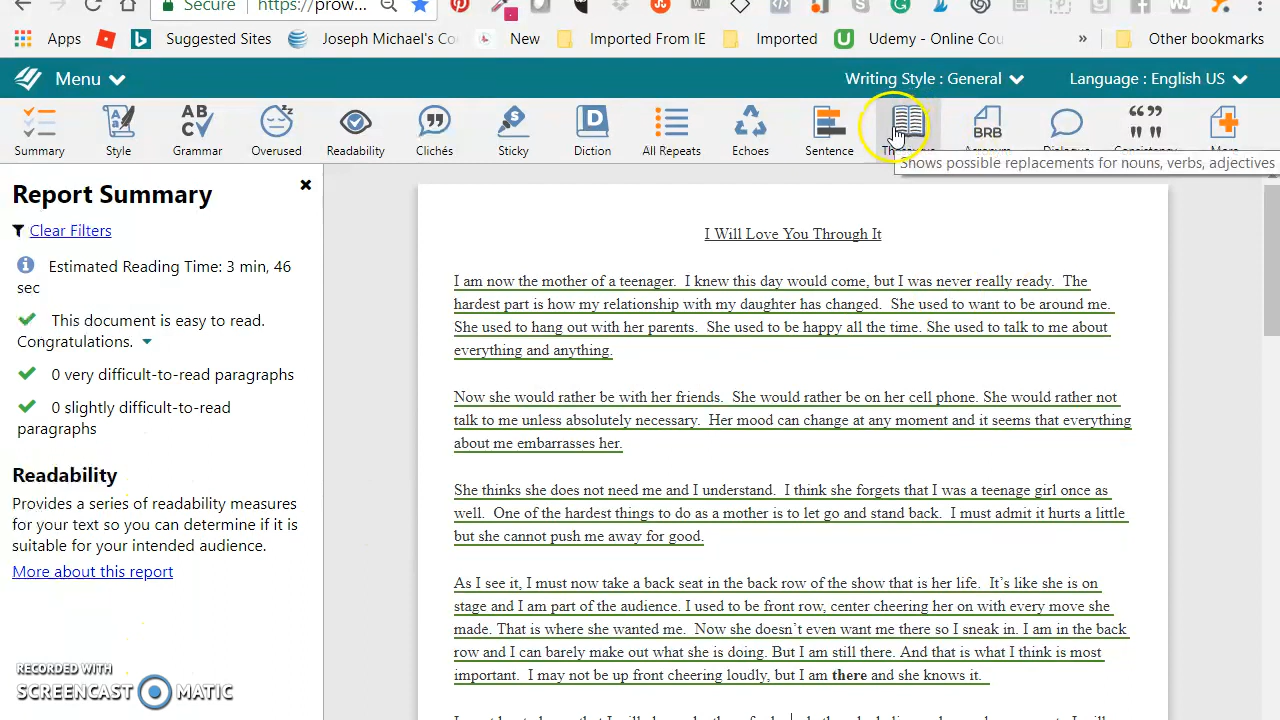 Secure https://prow...
Apps Suggested Sites Joseph Michael's Co New Imported From IE Imported Udemy - Online Cou » Other bookmarks
Menu Writing Style : General Language : English US
Summary Style Grammar Overused Readability Clichés Sticky Diction All Repeats Echoes Sentence Thesaurus Acronym Dialogue Consistency More
BRB
Shows possible replacements for nouns, verbs, adjectives
Report Summary
Clear Filters
Estimated Reading Time: 3 min, 46
sec
This document is easy to read.
Congratulations.
0 very difficult-to-read paragraphs
0 slightly difficult-to-read
paragraphs
Readability
Provides a series of readability measures
for your text so you can determine if it is
suitable for your intended audience.
More about this report
RECORDED WITH
SCREENCAST MATIC
I Will Love You Through It
I am now the mother of a teenager. I knew this day would come, but I was never really ready. The
hardest part is how my relationship with my daughter has changed. She used to want to be around me.
She used to hang out with her parents. She used to be happy all the time. She used to talk to me about
everything and anything.
Now she would rather be with her friends. She would rather be on her cell phone. She would rather not
talk to me unless absolutely necessary. Her mood can change at any moment and it seems that everything
about me embarrasses her.
She thinks she does not need me and I understand. I think she forgets that I was a teenage girl once as
well. One of the hardest things to do as a mother is to let go and stand back. I must admit it hurts a little
but she cannot push me away for good.
As I see it, I must now take a back seat in the back row of the show that is her life. It’s like she is on
stage and I am part of the audience. I used to be front row, center cheering her on with every move she
made. That is where she wanted me. Now she doesn’t even want me there so I sneak in. I am in the back
row and I can barely make out what she is doing. But I am still there. And that is what I think is most
important. I may not be up front cheering loudly, but I am there and she knows it.